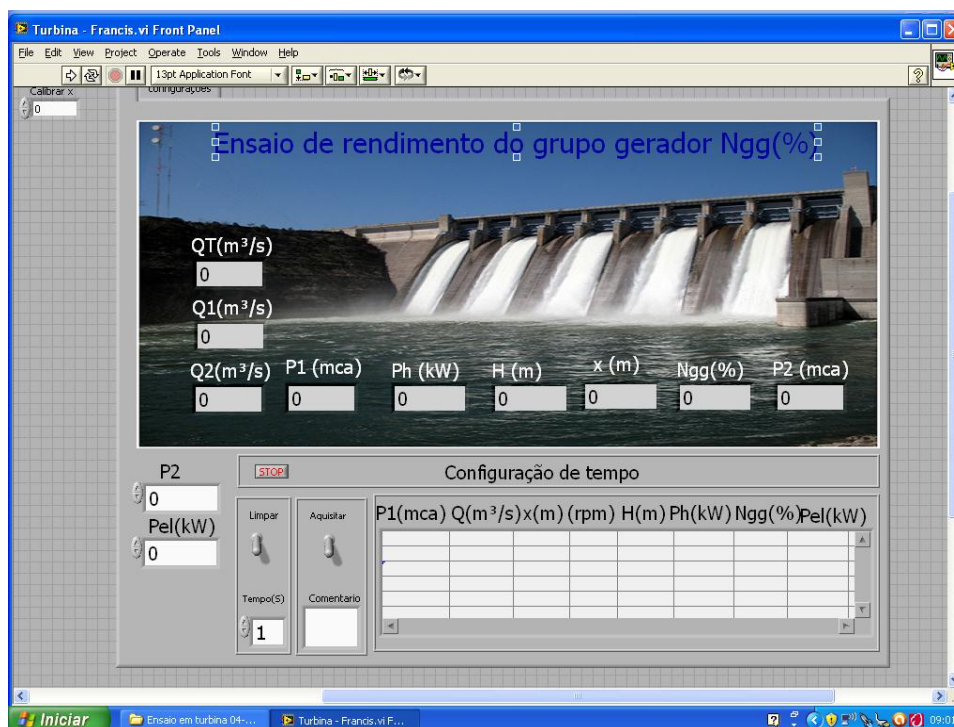 Turbina - Francis.vi Front Panel
File Edit View Project Operate Tools Window Help
13pt Application Font
?
Calibrar x
0
configurações
Ensaio de rendimento do grupo gerador Ngg(%)
QT(m³/s)
0
Q1(m³/s)
0
Q2(m³/s) P1 (mca) Ph (kW) H (m) x (m) Ngg(%) P2 (mca)
0 0 0 0 0 0 0
P2
0
Pel(kW)
0
STOP Configuração de tempo
Limpar
Tempo(S)
1
Aquisitar
Comentario
P1(mca) Q(m³/s) x(m) (rpm) H(m) Ph(kW) Ngg(%) Pel(kW)
Iniciar Ensaio em turbina 04-... Turbina - Francis.vi F... 09:01